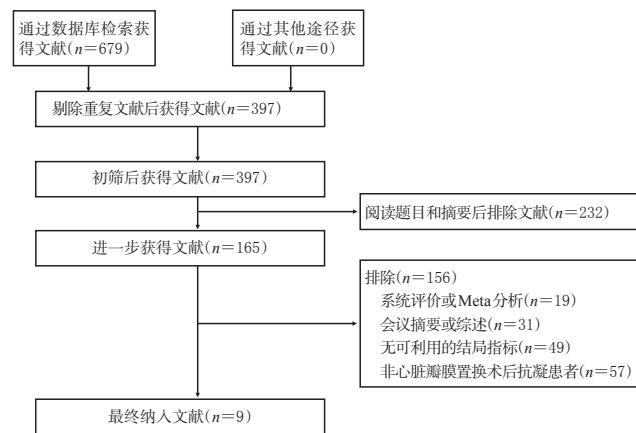 通过数据库检索获
得文献(n=679)
通过其他途径获
得文献(n=0)
剔除重复文献后获得文献(n=397)
初筛后获得文献(n=397)
阅读题目和摘要后排除文献(n=232)
进一步获得文献(n=165)
排除(n=156)
系统评价或Meta分析(n=19)
会议摘要或综述(n=31)
无可利用的结局指标(n=49)
非心脏瓣膜置换术后抗凝患者(n=57)
最终纳入文献(n=9)